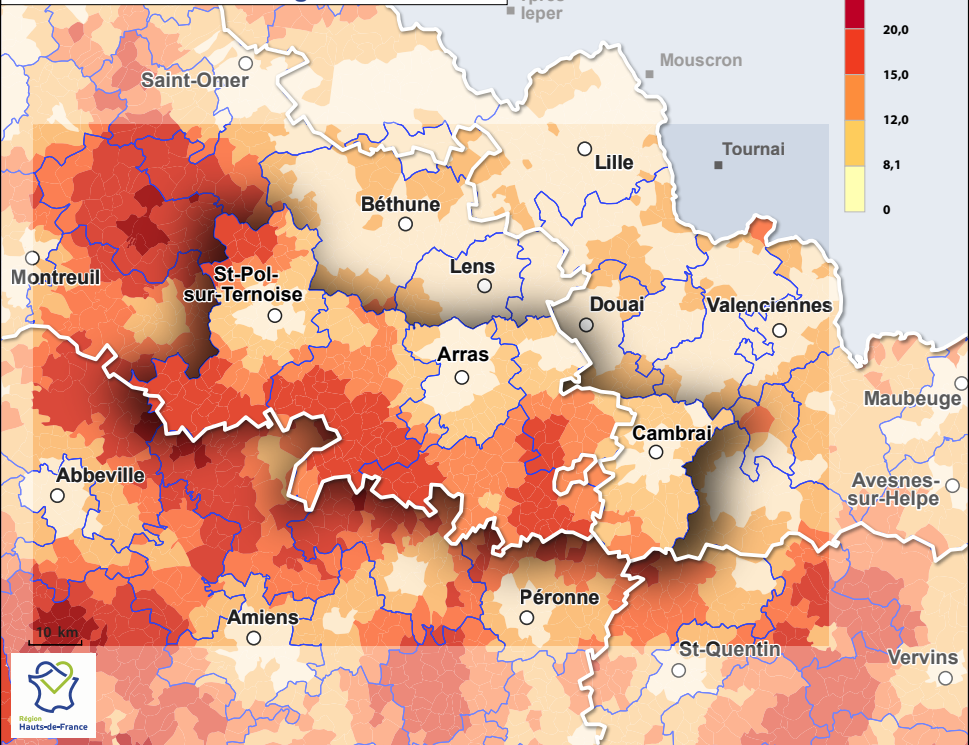 Ieper
Mouscron
Saint-Omer
Tournai
Lille
Béthune
Lens
Montreuil
St-Pol-
sur-Ternoise
Douai
Valenciennes
Arras
Maubeuge
Cambrai
Abbeville
Avesnes-
sur-Helpe
Péronne
Amiens
St-Quentin
Vervins
20,0
15,0
12,0
8,1
0
10 km
Région
Hauts-de-France